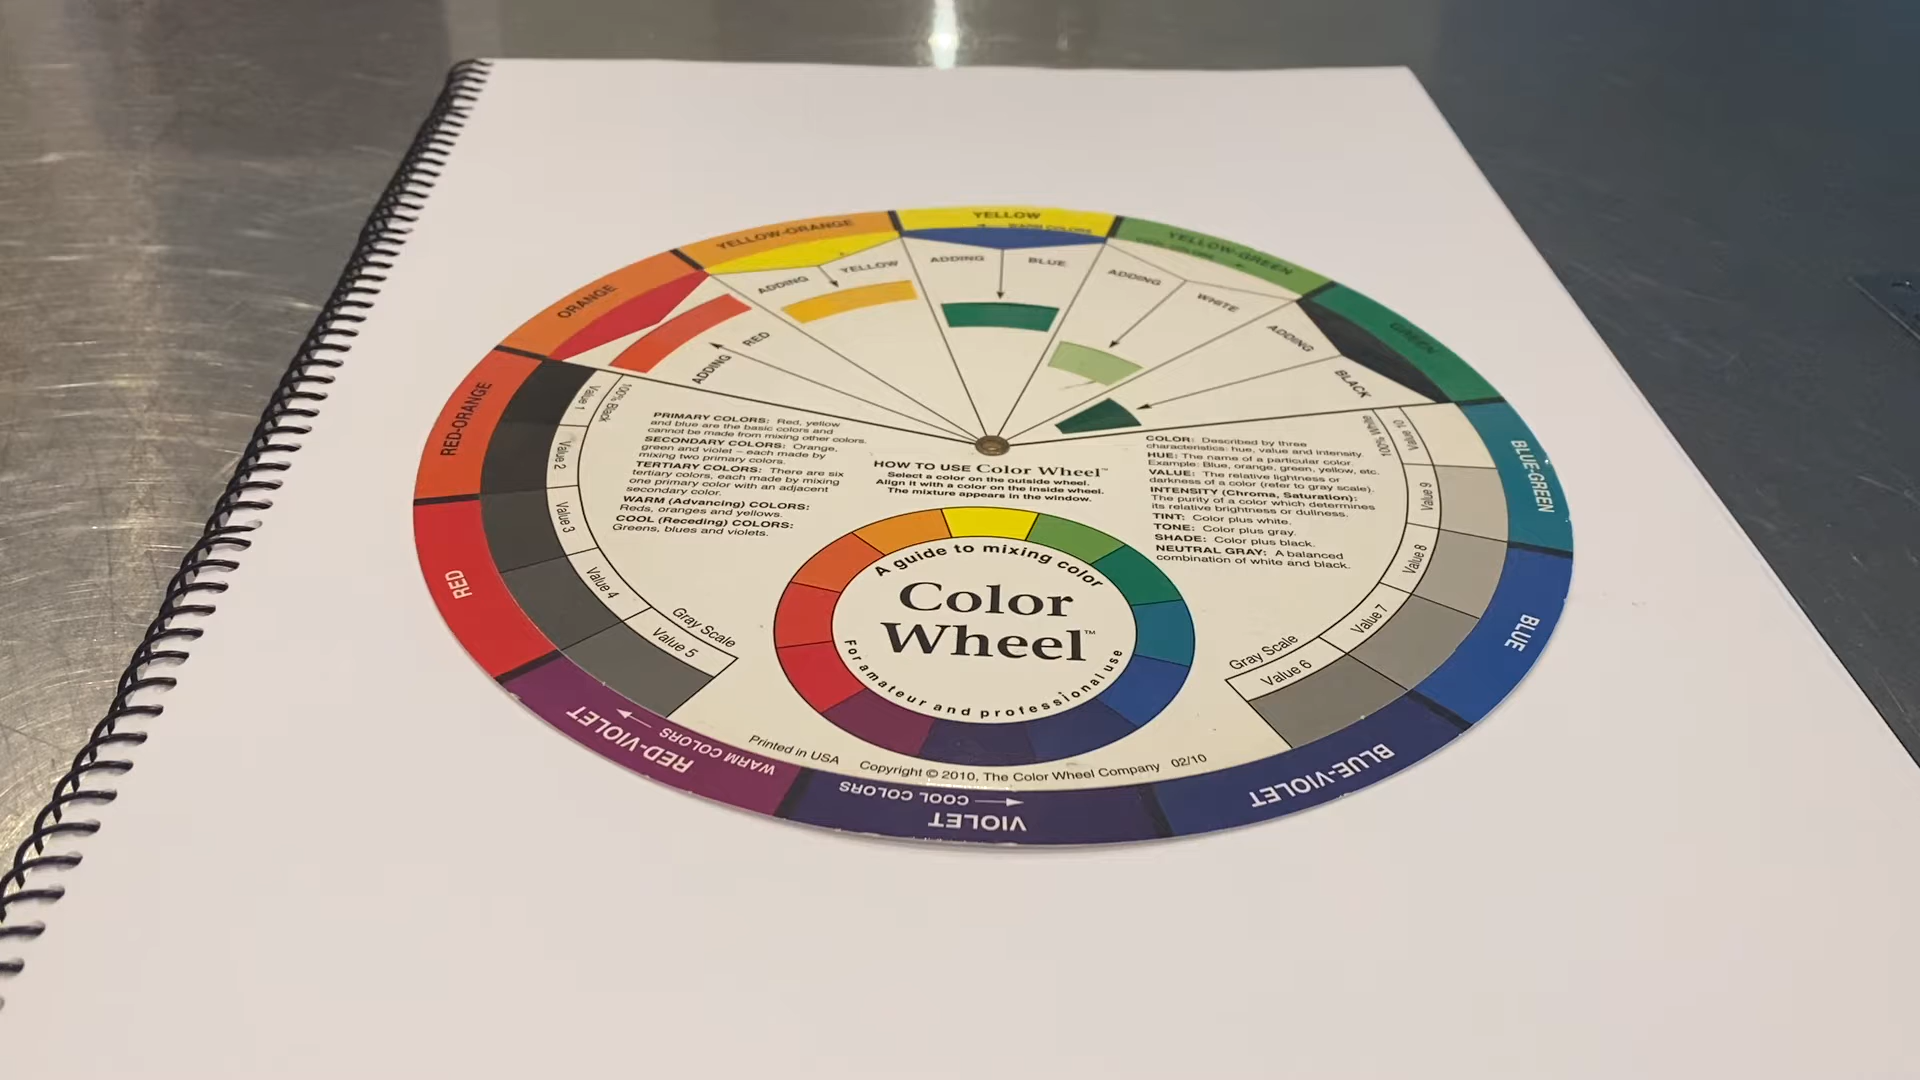 YELLOW
WARM COLORS
YELLOW-ORANGE
YELLOW-GREEN
ORANGE
GREEN
RED-ORANGE
BLUE-GREEN
RED
BLUE
RED-VIOLET
WARM COLORS
VIOLET
COOL COLORS
BLUE-VIOLET
ADDING RED
ADDING YELLOW
ADDING BLUE
ADDING WHITE
ADDING BLACK
100% Black
Value 1
Value 2
Value 3
Value 4
Value 5
Gray Scale
100% White
Value 10
Value 9
Value 8
Value 7
Value 6
Gray Scale
PRIMARY COLORS: Red, yellow
and blue are the basic colors and
cannot be made from mixing other colors.
SECONDARY COLORS: Orange,
green and violet – each made by
mixing two primary colors.
TERTIARY COLORS: There are six
tertiary colors, each made by mixing
one primary color with an adjacent
secondary color.
WARM (Advancing) COLORS:
Reds, oranges and yellows.
COOL (Receding) COLORS:
Greens, blues and violets.
HOW TO USE Color Wheel™
Select a color on the outside wheel.
Align it with a color on the inside wheel.
The mixture appears in the window.
COLOR: Described by three
characteristics: hue, value and intensity.
HUE: The name of a particular color.
Example: Blue, orange, green, yellow, etc.
VALUE: The relative lightness or
darkness of a color (refer to gray scale).
INTENSITY (Chroma, Saturation):
The purity of a color which determines
its relative brightness or dullness.
TINT: Color plus white.
TONE: Color plus gray.
SHADE: Color plus black.
NEUTRAL GRAY: A balanced
combination of white and black.
A guide to mixing color
Color
Wheel™
For amateur and professional use
Printed in USA Copyright © 2010, The Color Wheel Company 02/10